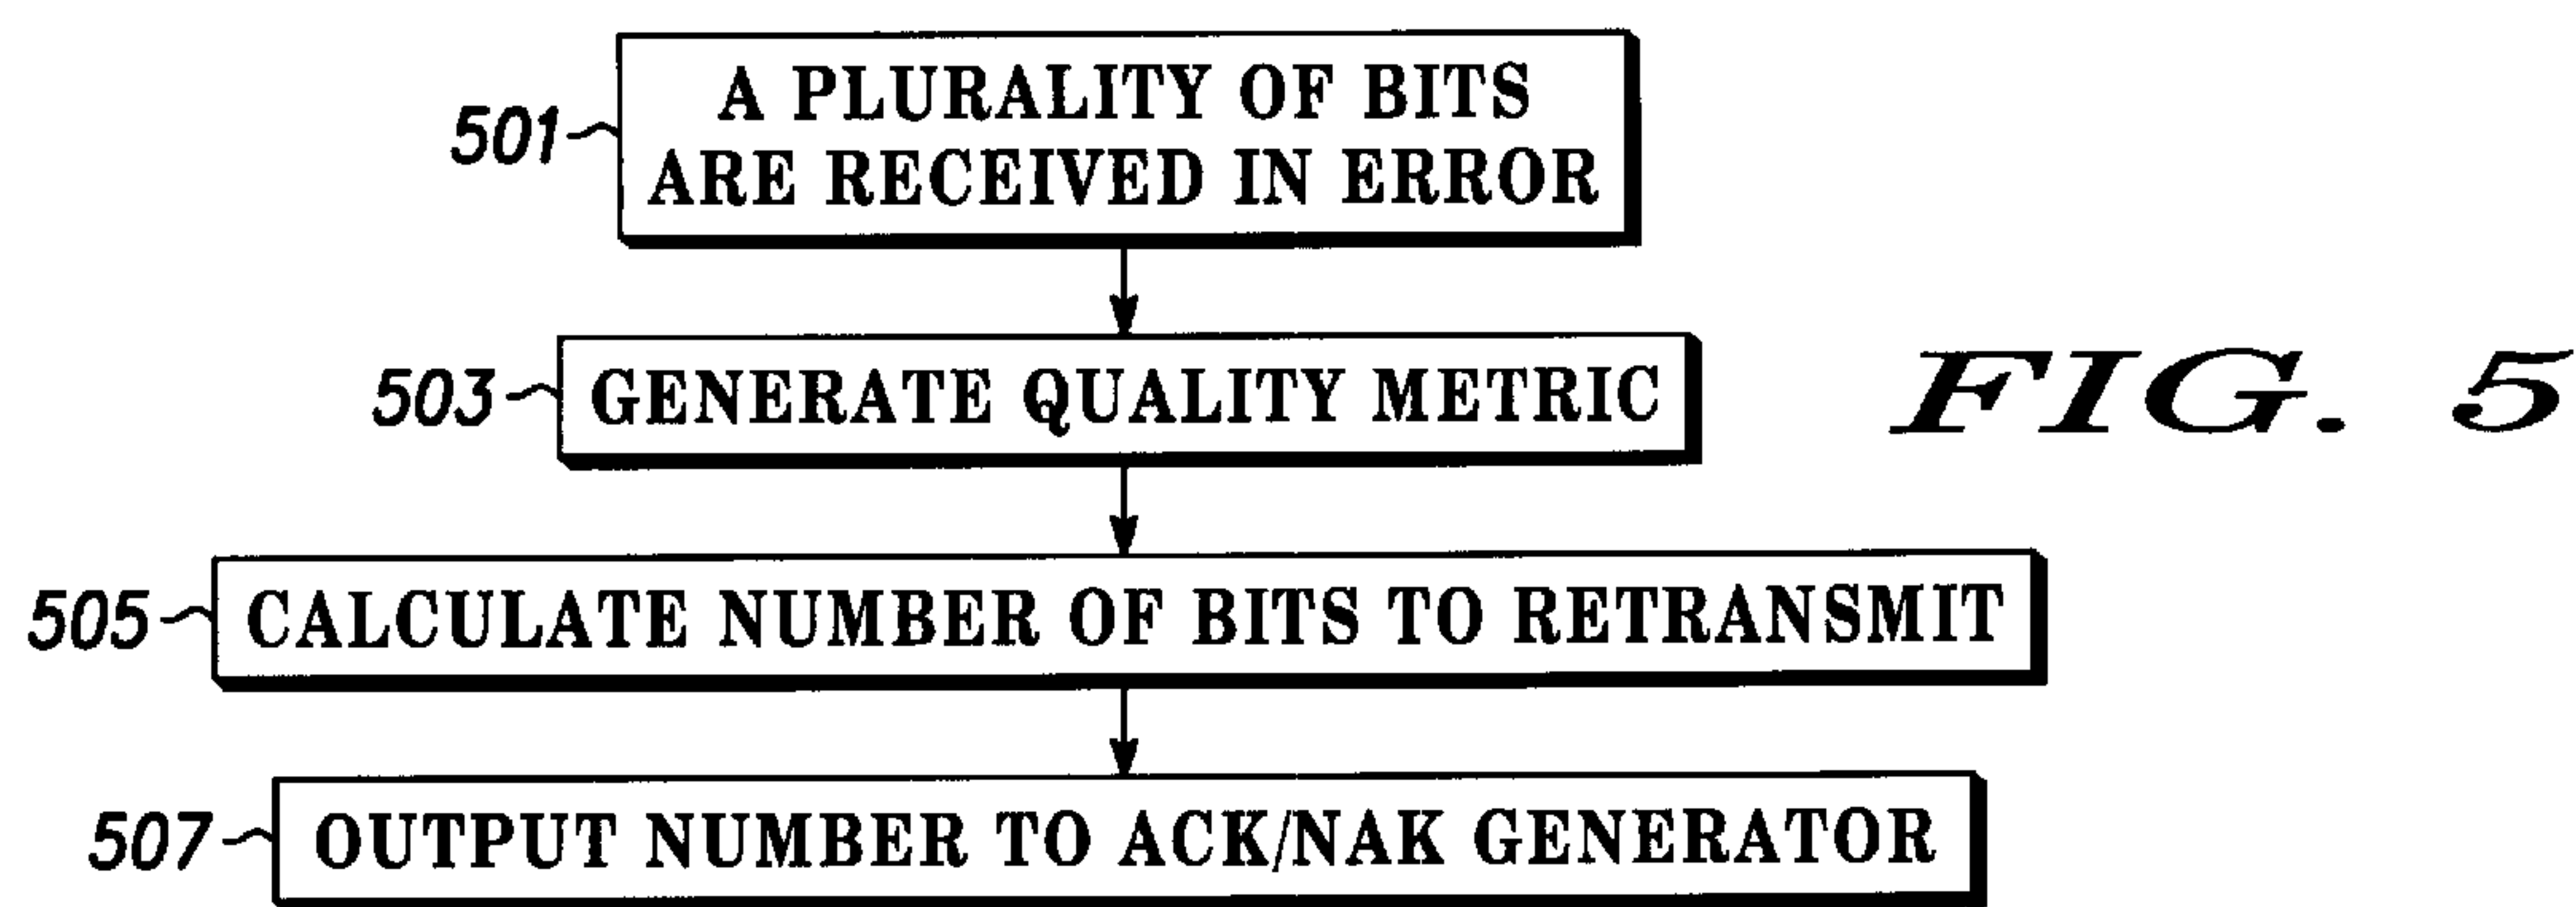 501
A PLURALITY OF BITS
ARE RECEIVED IN ERROR
503
GENERATE QUALITY METRIC
FIG. 5
505
CALCULATE NUMBER OF BITS TO RETRANSMIT
507
OUTPUT NUMBER TO ACK/NAK GENERATOR